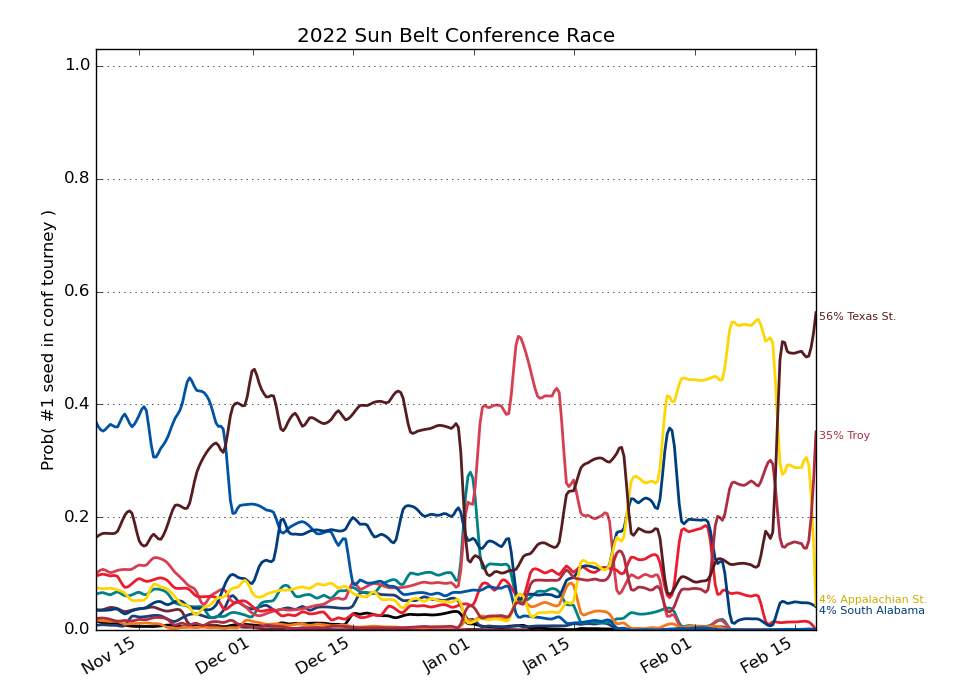 2022 Sun Belt Conference Race
1.0
0.8
0.6
0.4
0.2
0.0
Prob( #1 seed in conf tourney )
56% Texas St.
35% Troy
4% Appalachian St.
4% South Alabama
Nov 15
Dec 01
Dec 15
Jan 01
Jan 15
Feb 01
Feb 15